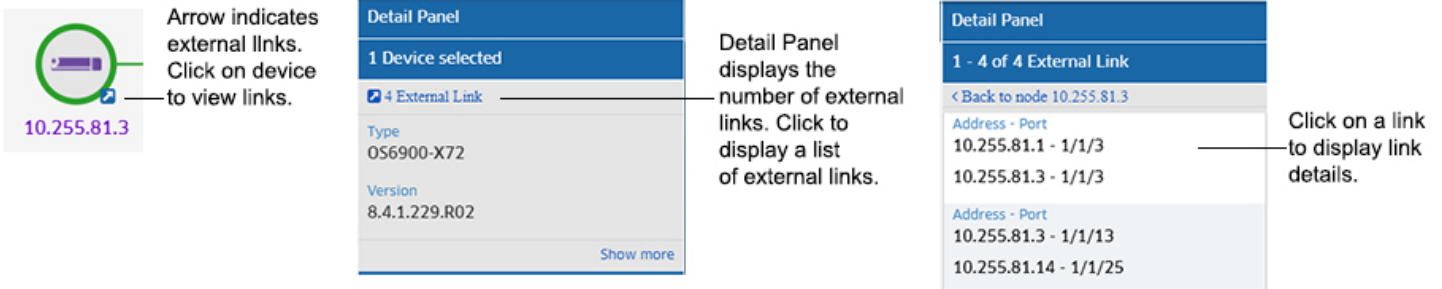 Arrow indicates
external links.
Click on device
to view links.
10.255.81.3
Detail Panel
1 Device selected
4 External Link
Type
OS6900-X72
Version
8.4.1.229.R02
Show more
Detail Panel
displays the
number of external
links. Click to
display a list
of external links.
Detail Panel
1 - 4 of 4 External Link
< Back to node 10.255.81.3
Address - Port
10.255.81.1 - 1/1/3
10.255.81.3 - 1/1/3
Address - Port
10.255.81.3 - 1/1/13
10.255.81.14 - 1/1/25
Click on a link
to display link
details.